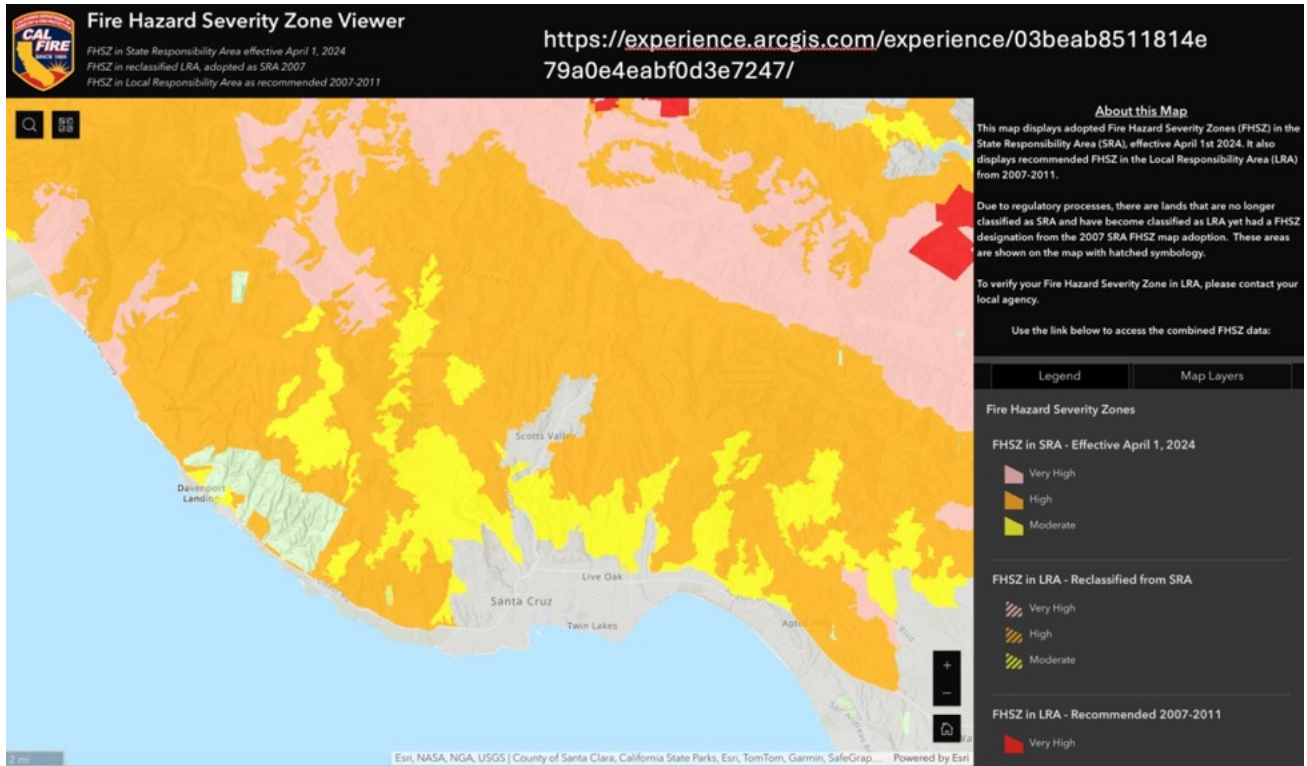 CALIFORNIA DEPARTMENT OF
FORESTRY & FIRE PROTECTION
CAL
FIRE
SINCE 1885
Fire Hazard Severity Zone Viewer
FHSZ in State Responsibility Area effective April 1, 2024
FHSZ in reclassified LRA, adopted as SRA 2007
FHSZ in Local Responsibility Area as recommended 2007-2011
https://experience.arcgis.com/experience/03beab8511814e
79a0e4eabf0d3e7247/
Scotts Valley
Davenport
Landing
Live Oak
Santa Cruz
Twin Lakes
Aptos
Blvd
2 mi
Esri, NASA, NGA, USGS | County of Santa Clara, California State Parks, Esri, TomTom, Garmin, SafeGrap... Powered by Esri
About this Map
This map displays adopted Fire Hazard Severity Zones (FHSZ) in the
State Responsibility Area (SRA), effective April 1st 2024. It also
displays recommended FHSZ in the Local Responsibility Area (LRA)
from 2007-2011.
Due to regulatory processes, there are lands that are no longer
classified as SRA and have become classified as LRA yet had a FHSZ
designation from the 2007 SRA FHSZ map adoption. These areas
are shown on the map with hatched symbology.
To verify your Fire Hazard Severity Zone in LRA, please contact your
local agency.
Use the link below to access the combined FHSZ data:
Legend
Map Layers
Fire Hazard Severity Zones
FHSZ in SRA - Effective April 1, 2024
Very High
High
Moderate
FHSZ in LRA - Reclassified from SRA
Very High
High
Moderate
FHSZ in LRA - Recommended 2007-2011
Very High